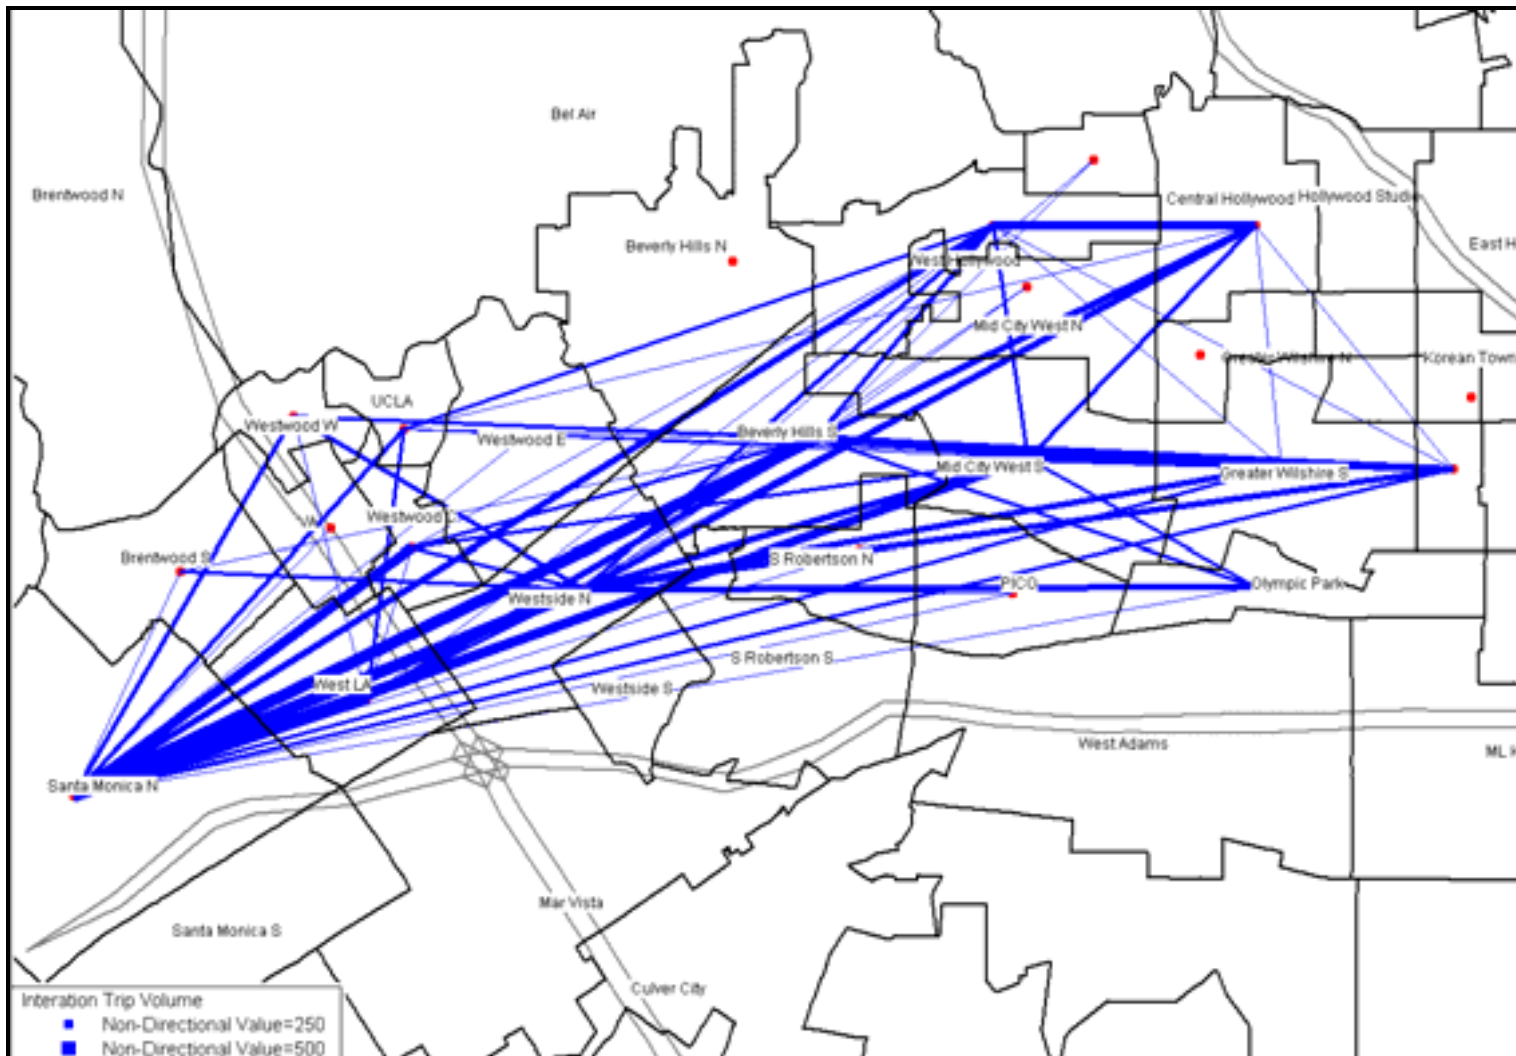 Bel Air
Brentwood N
Central Hollywood
Hollywood Studi
Beverly Hills N
East H
West Hollywood
Mid City West N
Greater Wilshire N
Korean Town
UCLA
Westwood W
Westwood E
Beverly Hills S
Mid City West S
Greater Wilshire S
VA
Westwood C
Brentwood S
S Robertson N
PICO
Olympic Park
Westside N
S Robertson S
West LA
Westside S
West Adams
ML K
Santa Monica N
Mar Vista
Santa Monica S
Culver City
Interation Trip Volume
Non-Directional Value=250
Non-Directional Value=500